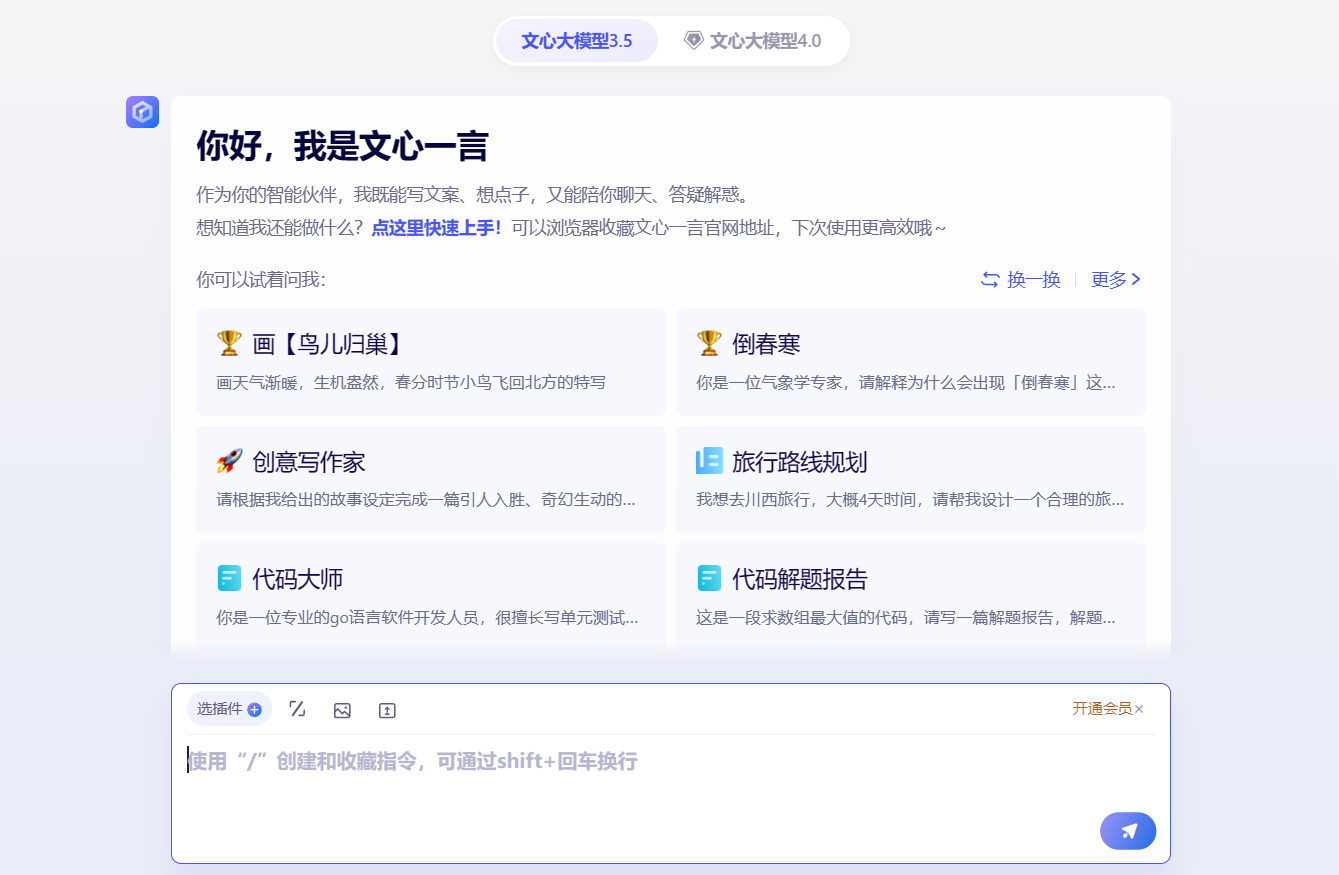 文心大模型3.5
文心大模型4.0
你好，我是文心一言
作为你的智能伙伴，我既能写文案、想点子，又能陪你聊天、答疑解惑。
想知道我还能做什么？点这里快速上手！可以浏览器收藏文心一言官网地址，下次使用更高效哦~
你可以试着问我：
换一换
更多
画【鸟儿归巢】
画天气渐暖，生机盎然，春分时节小鸟飞回北方的特写
倒春寒
你是一位气象学专家，请解释为什么会出现「倒春寒」这...
创意写作家
请根据我给出的故事设定完成一篇引人入胜、奇幻生动的...
旅行路线规划
我想去川西旅行，大概4天时间，请帮我设计一个合理的旅...
代码大师
你是一位专业的go语言软件开发人员，很擅长写单元测试...
代码解题报告
这是一段求数组最大值的代码，请写一篇解题报告，解题...
选插件
开通会员×
使用“/”创建和收藏指令，可通过shift+回车换行